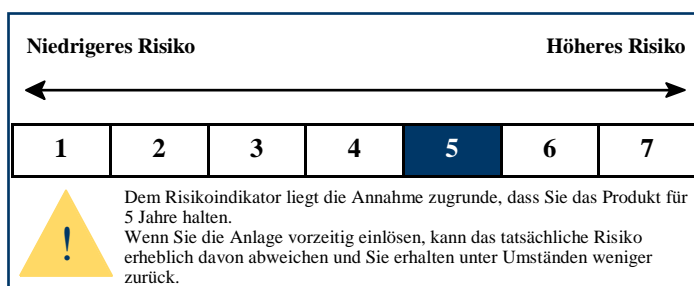 Niedrigeres Risiko Höheres Risiko
1 2 3 4 5 6 7
Dem Risikoindikator liegt die Annahme zugrunde, dass Sie das Produkt für
5 Jahre halten.
Wenn Sie die Anlage vorzeitig einlösen, kann das tatsächliche Risiko
erheblich davon abweichen und Sie erhalten unter Umständen weniger
zurück.
!